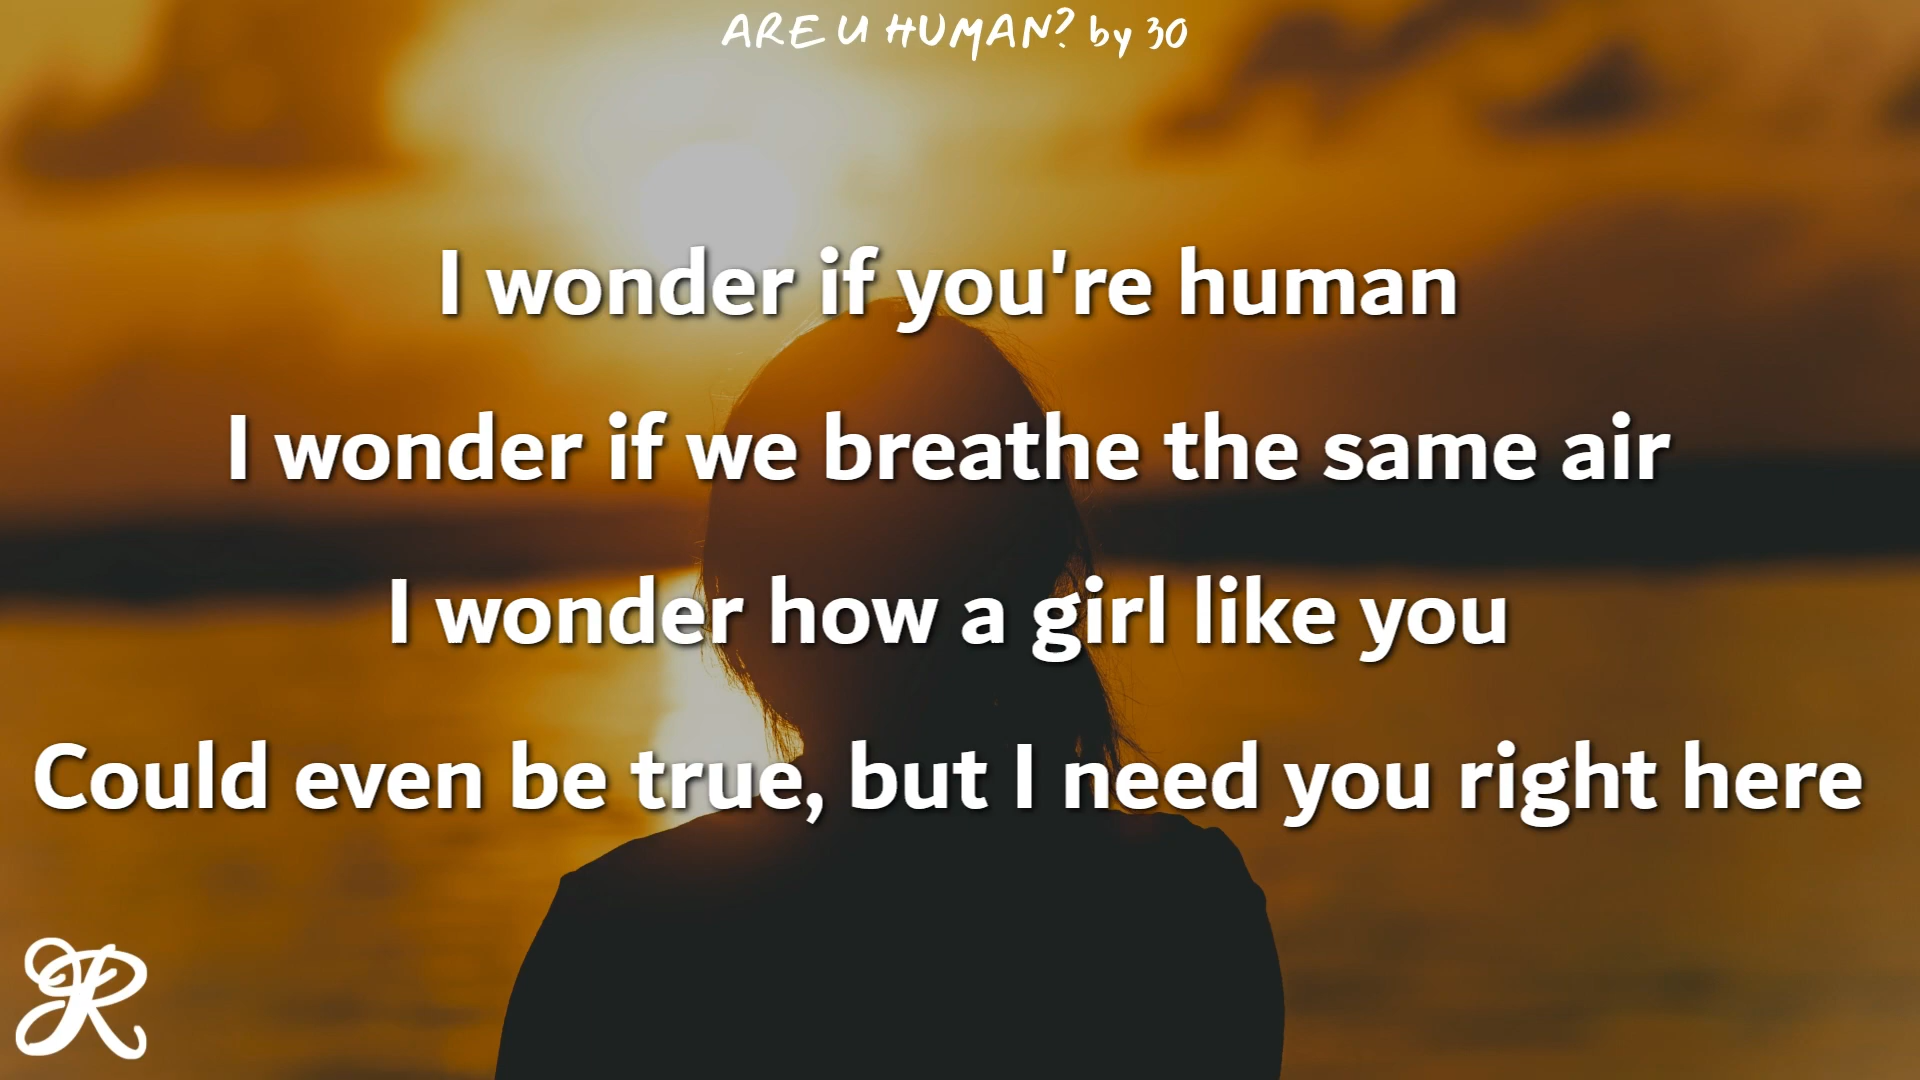 ARE U HUMAN? by 30
I wonder if you're human
I wonder if we breathe the same air
I wonder how a girl like you
Could even be true, but I need you right here
R